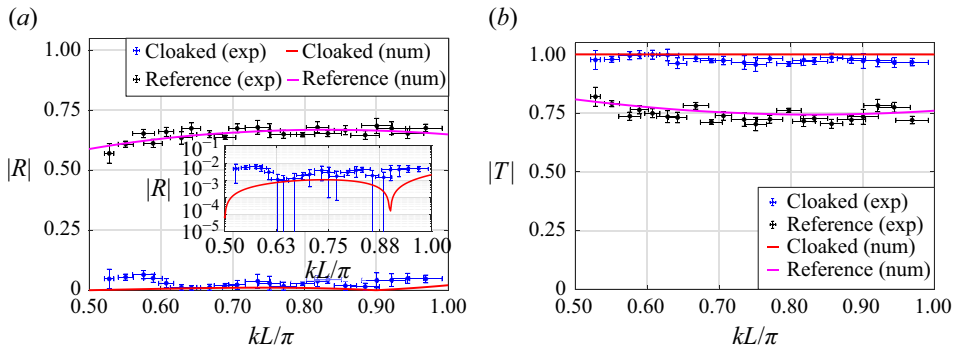 (a)
1.00
0.75
0.50
0.25
0
|R|
Cloaked (exp)
Reference (exp)
Cloaked (num)
Reference (num)
|R|
10⁻¹
10⁻²
10⁻³
10⁻⁴
10⁻⁵
0.50 0.63 0.75 0.88 1.00
kL/π
0.50 0.60 0.70 0.80 0.90 1.00
kL/π
(b)
1.00
0.75
0.50
0.25
0
|T|
Cloaked (exp)
Reference (exp)
Cloaked (num)
Reference (num)
0.50 0.60 0.70 0.80 0.90 1.00
kL/π